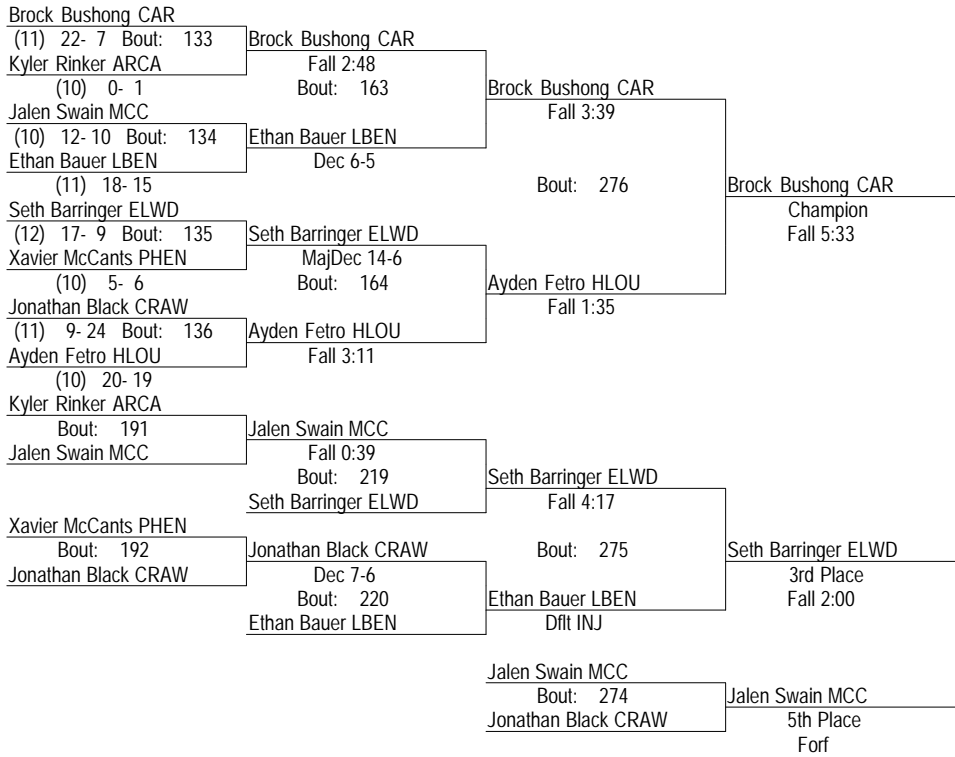 Brock Bushong CAR
(11) 22- 7 Bout: 133 Brock Bushong CAR
Kyler Rinker ARCA Fall 2:48
(10) 0- 1 Bout: 163 Brock Bushong CAR
Jalen Swain MCC Fall 3:39
(10) 12- 10 Bout: 134 Ethan Bauer LBEN
Ethan Bauer LBEN Dec 6-5
(11) 18- 15 Bout: 276 Brock Bushong CAR
Seth Barringer ELWD Champion
(12) 17- 9 Bout: 135 Seth Barringer ELWD Fall 5:33
Xavier McCants PHEN MajDec 14-6
(10) 5- 6 Bout: 164 Ayden Fetro HLOU
Jonathan Black CRAW Fall 1:35
(11) 9- 24 Bout: 136 Ayden Fetro HLOU
Ayden Fetro HLOU Fall 3:11
(10) 20- 19
Kyler Rinker ARCA
Bout: 191 Jalen Swain MCC
Jalen Swain MCC Fall 0:39
Bout: 219 Seth Barringer ELWD
Seth Barringer ELWD Fall 4:17
Xavier McCants PHEN
Bout: 192 Jonathan Black CRAW Bout: 275 Seth Barringer ELWD
Jonathan Black CRAW Dec 7-6 3rd Place
Bout: 220 Ethan Bauer LBEN Fall 2:00
Ethan Bauer LBEN Dflt INJ
Jalen Swain MCC
Bout: 274 Jalen Swain MCC
Jonathan Black CRAW 5th Place
Forf